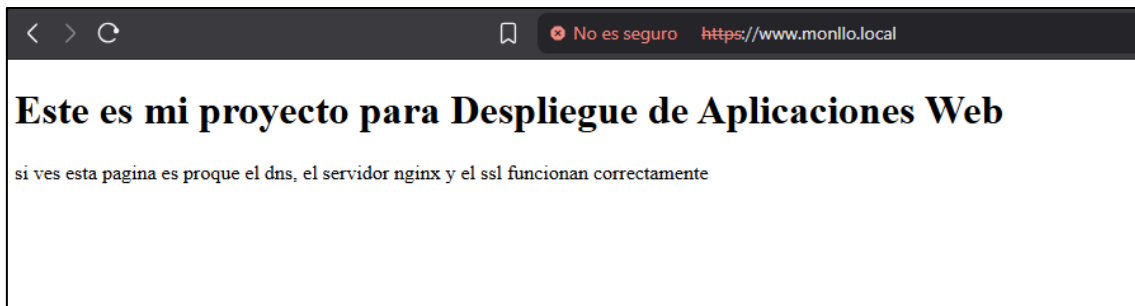 No es seguro https://www.monllo.local
Este es mi proyecto para Despliegue de Aplicaciones Web
si ves esta pagina es proque el dns, el servidor nginx y el ssl funcionan correctamente